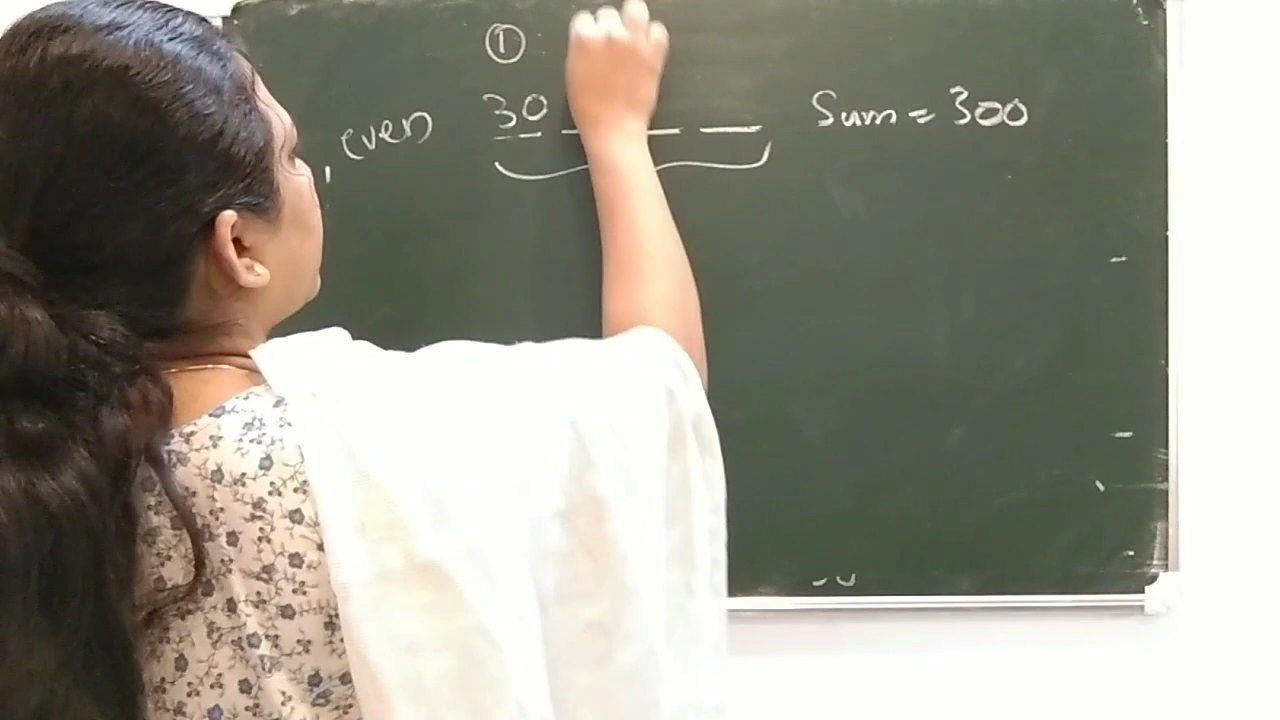 ①
, even 30 _ _ _ Sum = 300